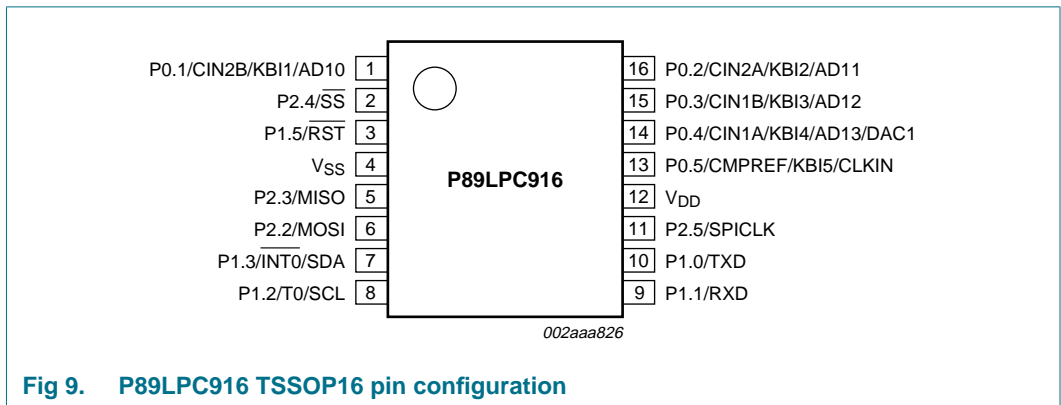 P0.1/CIN2B/KBI1/AD10 1
P2.4/S̅S̅ 2
P1.5/R̅S̅T̅ 3
VSS 4
P2.3/MISO 5
P2.2/MOSI 6
P1.3/I̅N̅T̅0̅/SDA 7
P1.2/T0/SCL 8
P89LPC916
16 P0.2/CIN2A/KBI2/AD11
15 P0.3/CIN1B/KBI3/AD12
14 P0.4/CIN1A/KBI4/AD13/DAC1
13 P0.5/CMPREF/KBI5/CLKIN
12 VDD
11 P2.5/SPICLK
10 P1.0/TXD
9 P1.1/RXD
002aaa826
Fig 9. P89LPC916 TSSOP16 pin configuration